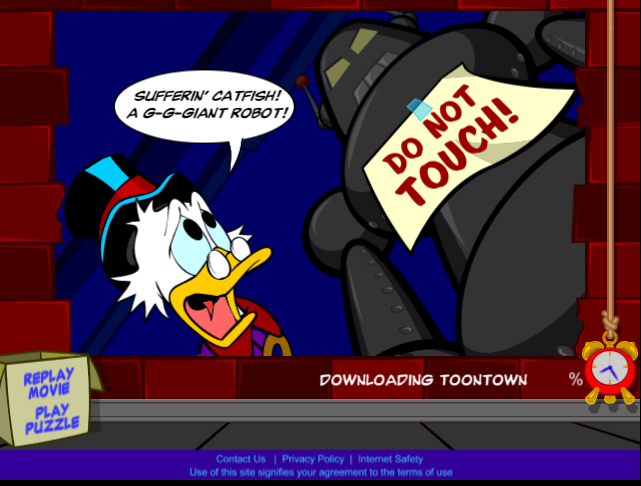 SUFFERIN' CATFISH!
A G-G-GIANT ROBOT!
DO NOT
TOUCH!
REPLAY
MOVIE
PLAY
PUZZLE
DOWNLOADING TOONTOWN %
Contact Us | Privacy Policy | Internet Safety
Use of this site signifies your agreement to the terms of use